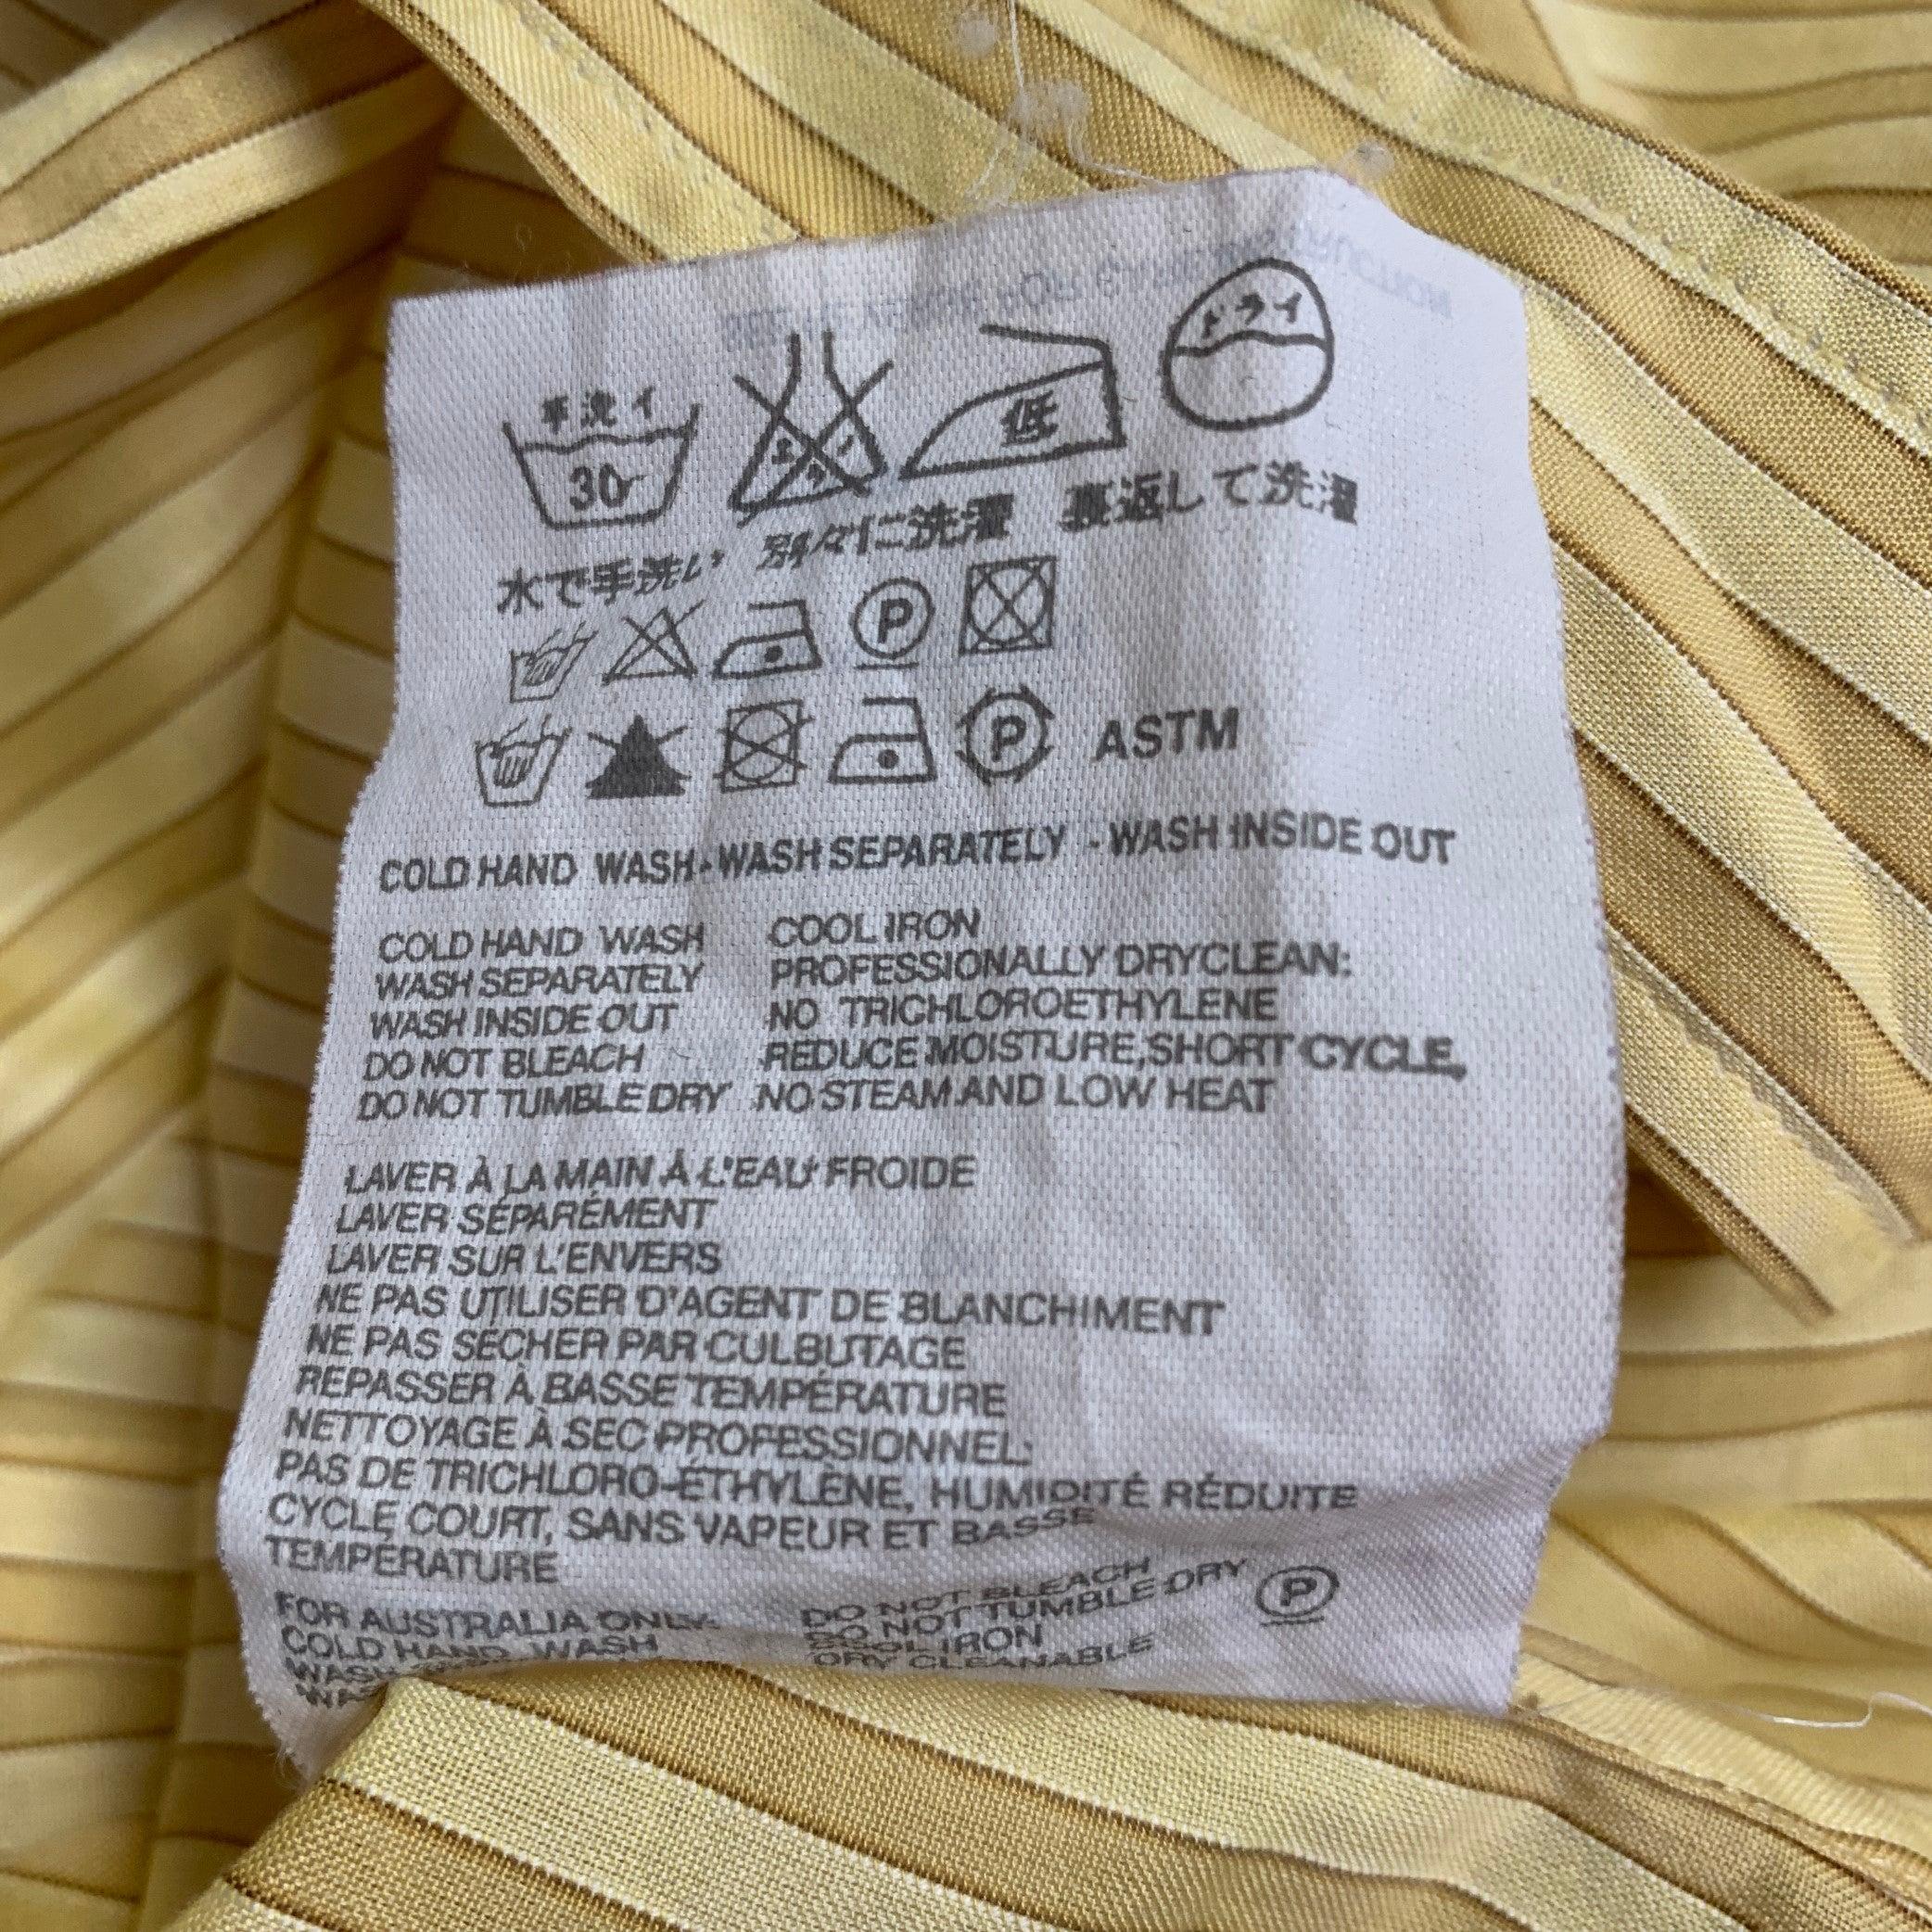 ドライ
手洗イ
30
低
水で手洗い 別々に洗濯 裏返して洗濯
P
P ASTM
COLD HAND WASH - WASH SEPARATELY - WASH INSIDE OUT
COLD HAND WASH
WASH SEPARATELY
WASH INSIDE OUT
DO NOT BLEACH
DO NOT TUMBLE DRY
COOL IRON
PROFESSIONALLY DRYCLEAN:
NO TRICHLOROETHYLENE
REDUCE MOISTURE, SHORT CYCLE,
NO STEAM AND LOW HEAT
LAVER À LA MAIN À L'EAU FROIDE
LAVER SÉPARÉMENT
LAVER SUR L'ENVERS
NE PAS UTILISER D'AGENT DE BLANCHIMENT
NE PAS SÉCHER PAR CULBUTAGE
REPASSER À BASSE TEMPÉRATURE
NETTOYAGE À SEC PROFESSIONNEL:
PAS DE TRICHLORO-ÉTHYLÈNE, HUMIDITÉ RÉDUITE
CYCLE COURT, SANS VAPEUR ET BASSE
TEMPÉRATURE
FOR AUSTRALIA ONLY:
COLD HAND WASH
WASH
DO NOT BLEACH
DO NOT TUMBLE DRY
COOL IRON
DRY CLEANABLE
P